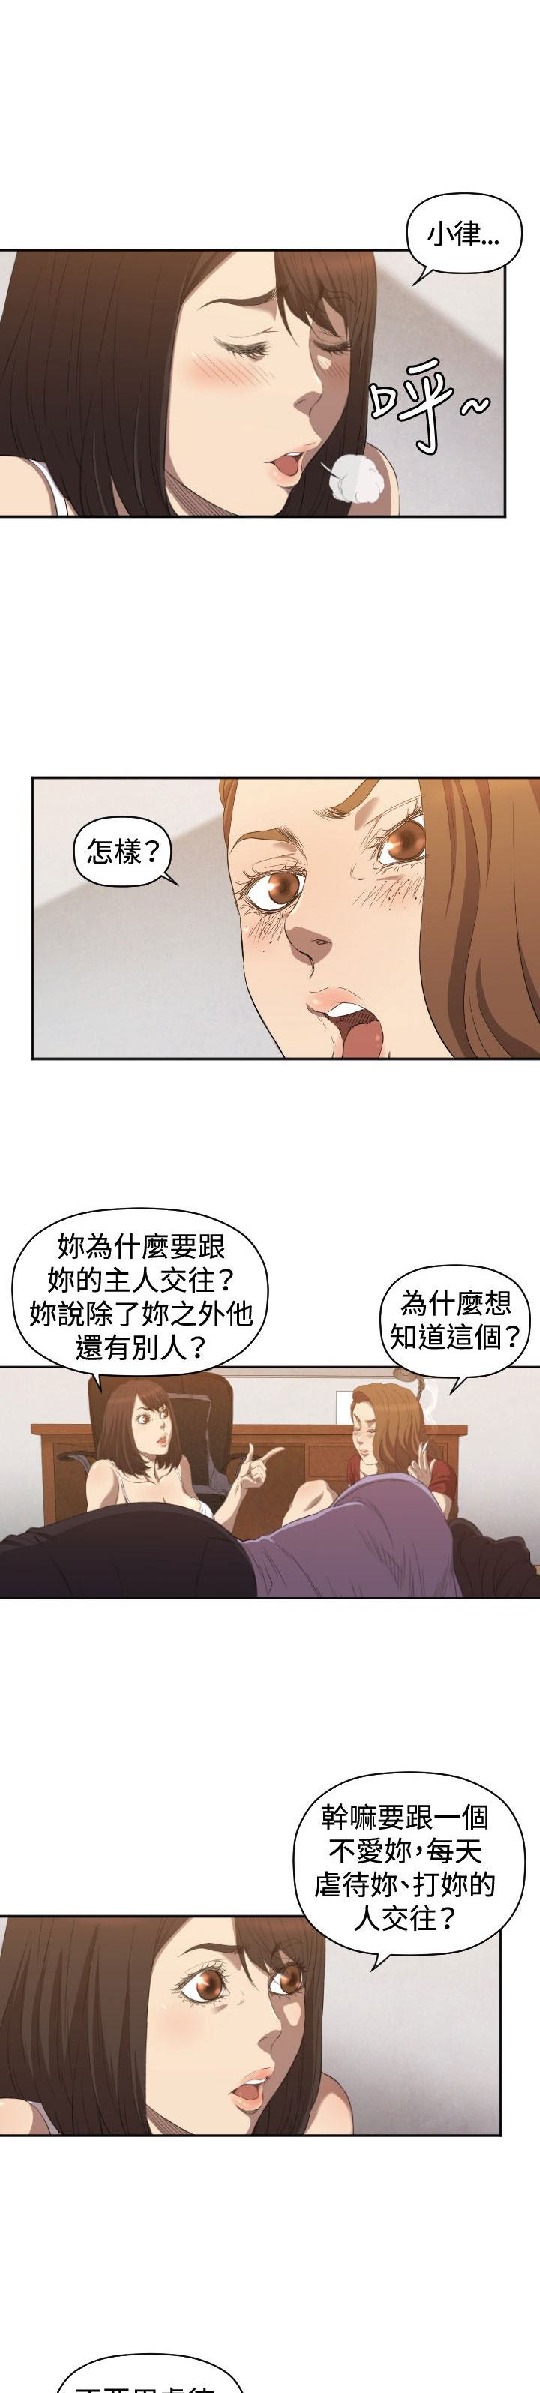 小律...
呼~
怎樣?
妳為什麼要跟
妳的主人交往?
妳說除了妳之外他
還有別人?
為什麼想
知道這個?
幹嘛要跟一個
不愛妳,每天
虐待妳、打妳的
人交往?